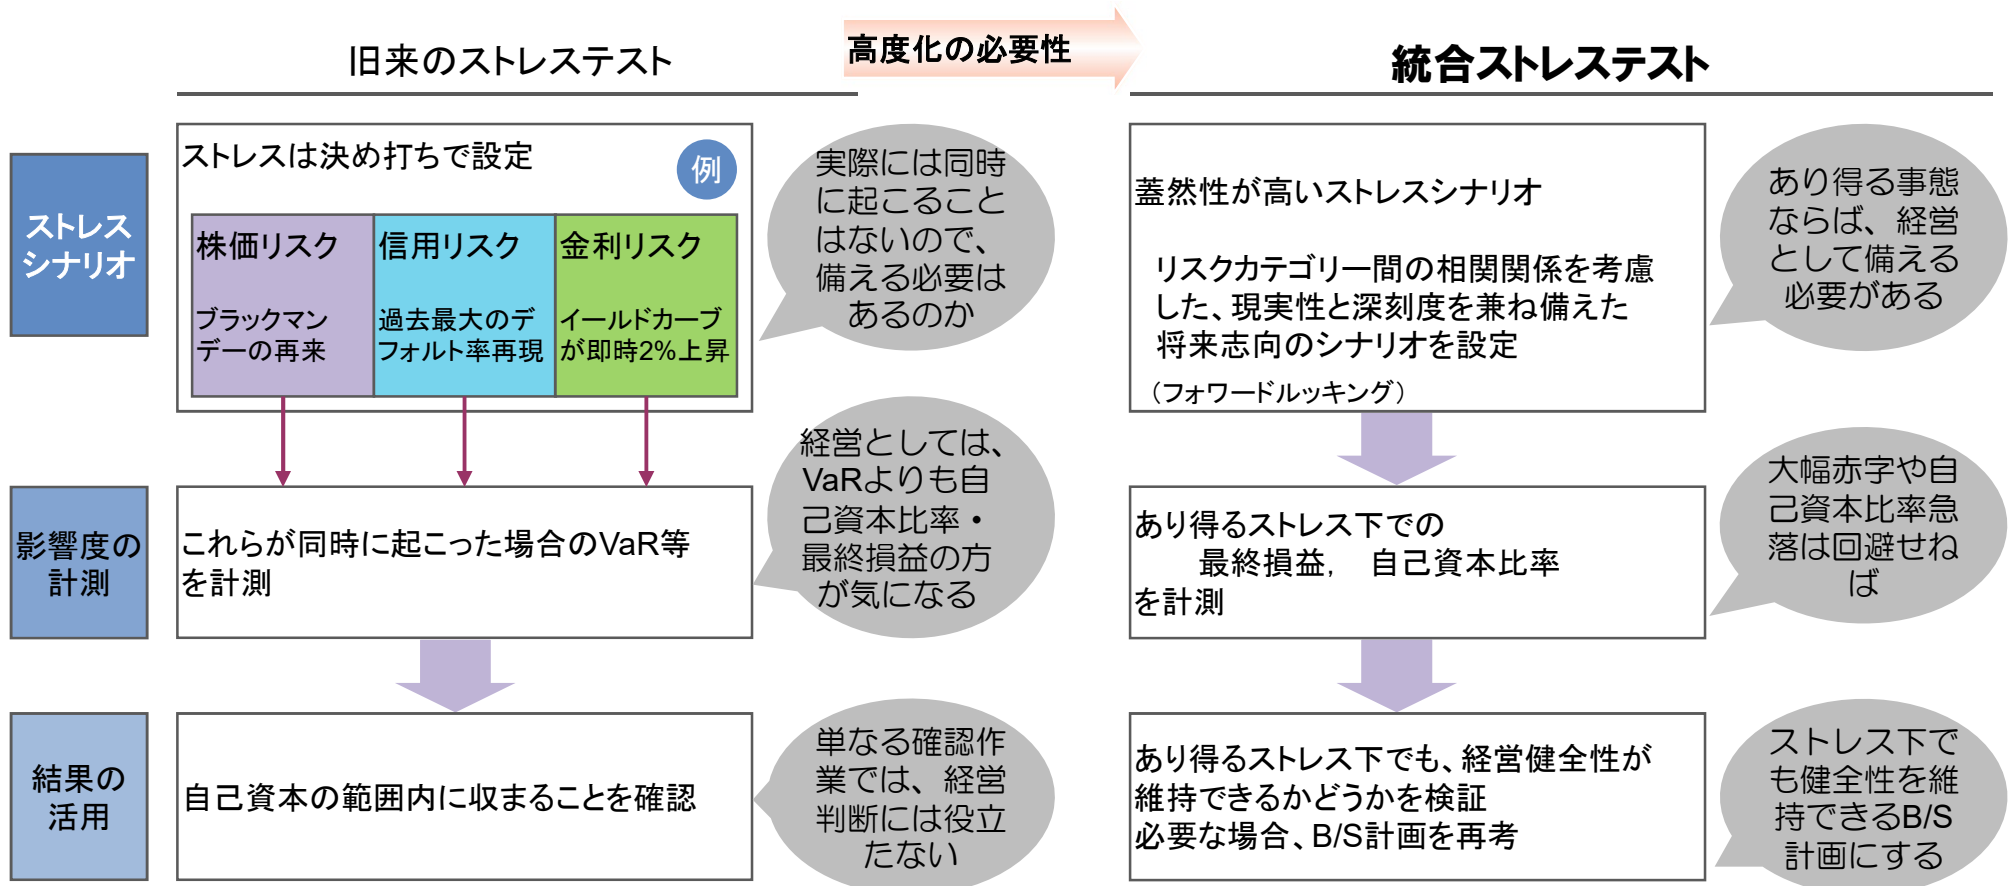 旧来のストレステスト
高度化の必要性
統合ストレステスト
ストレス
シナリオ
ストレスは決め打ちで設定
例
株価リスク
ブラックマン
デーの再来
信用リスク
過去最大のデ
フォルト率再現
金利リスク
イールドカーブ
が即時2%上昇
実際には同時
に起こること
はないので、
備える必要は
あるのか
蓋然性が高いストレスシナリオ
リスクカテゴリー間の相関関係を考慮
した、現実性と深刻度を兼ね備えた
将来志向のシナリオを設定
（フォワードルッキング）
あり得る事態
ならば、経営
として備える
必要がある
影響度の
計測
これらが同時に起こった場合のVaR等
を計測
経営としては、
VaRよりも自
己資本比率・
最終損益の方
が気になる
あり得るストレス下での
最終損益, 自己資本比率
を計測
大幅赤字や自
己資本比率急
落は回避せね
ば
結果の
活用
自己資本の範囲内に収まることを確認
単なる確認作
業では、経営
判断には役立
たない
あり得るストレス下でも、経営健全性が
維持できるかどうかを検証
必要な場合、B/S計画を再考
ストレス下で
も健全性を維
持できるB/S
計画にする